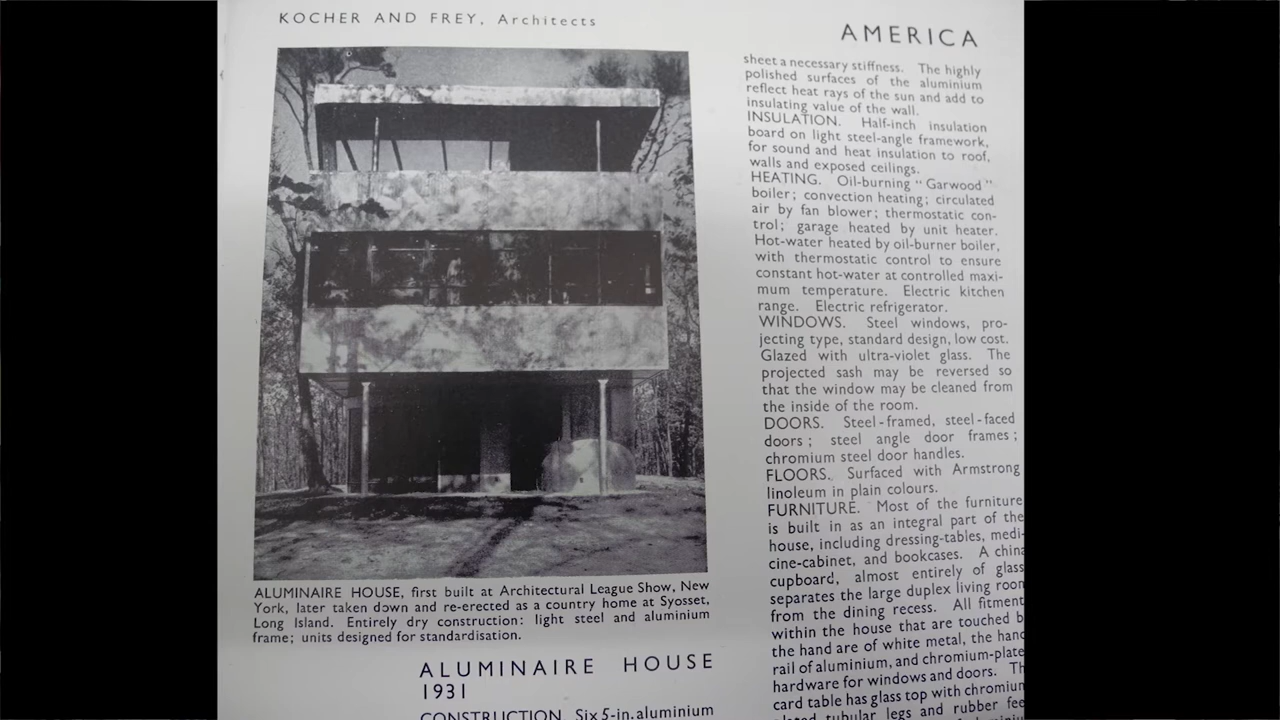 KOCHER AND FREY, Architects
ALUMINAIRE HOUSE, first built at Architectural League Show, New
York, later taken down and re-erected as a country home at Syosset,
Long Island. Entirely dry construction: light steel and aluminium
frame; units designed for standardisation.
ALUMINAIRE HOUSE
1931
CONSTRUCTION. Six 5-in. aluminium
AMERICA
sheet a necessary stiffness. The highly
polished surfaces of the aluminium
reflect heat rays of the sun and add to
insulating value of the wall.
INSULATION. Half-inch insulation
board on light steel-angle framework,
for sound and heat insulation to roof,
walls and exposed ceilings.
HEATING. Oil-burning "Garwood"
boiler; convection heating; circulated
air by fan blower; thermostatic con-
trol; garage heated by unit heater.
Hot-water heated by oil-burner boiler,
with thermostatic control to ensure
constant hot-water at controlled maxi-
mum temperature. Electric kitchen
range. Electric refrigerator.
WINDOWS. Steel windows, pro-
jecting type, standard design, low cost.
Glazed with ultra-violet glass. The
projected sash may be reversed so
that the window may be cleaned from
the inside of the room.
DOORS. Steel-framed, steel-faced
doors; steel angle door frames;
chromium steel door handles.
FLOORS. Surfaced with Armstrong
linoleum in plain colours.
FURNITURE. Most of the furniture
is built in as an integral part of the
house, including dressing-tables, medi-
cine-cabinet, and bookcases. A china
cupboard, almost entirely of glass
separates the large duplex living room
from the dining recess. All fitment
within the house that are touched b
the hand are of white metal, the hand
rail of aluminium, and chromium-plate
hardware for windows and doors. Th
card table has glass top with chromium
plated tubular legs and rubber fee